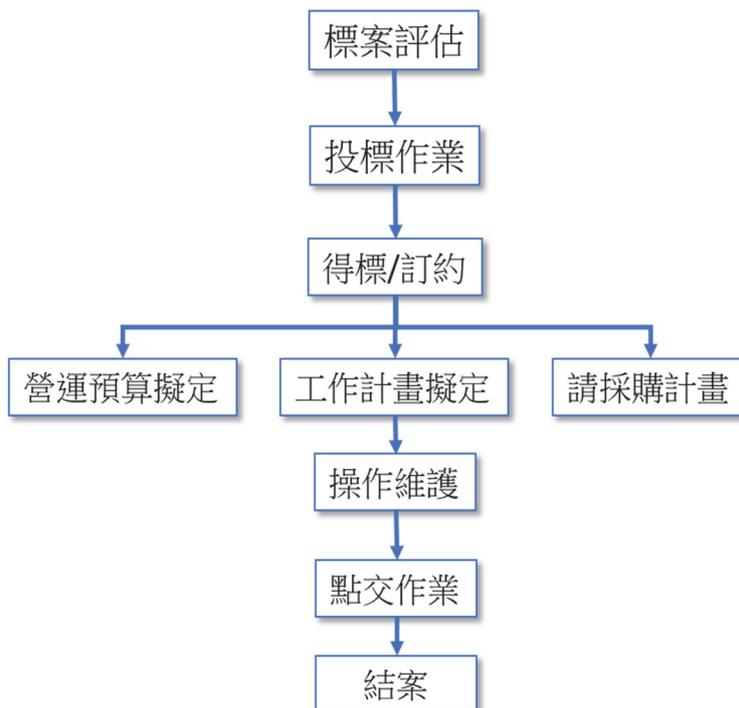 標案評估
投標作業
得標/訂約
營運預算擬定
工作計畫擬定
請採購計畫
操作維護
點交作業
結案